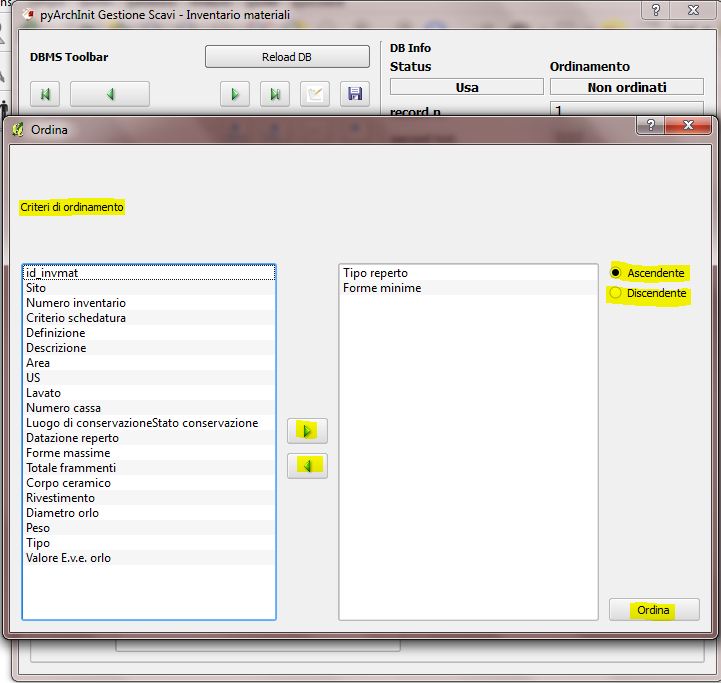 pyArchInit Gestione Scavi - Inventario materiali
DBMS Toolbar
Reload DB
DB Info
Status
Ordinamento
Usa
Non ordinati
record n.
1
Ordina
Criteri di ordinamento
id_invmat
Sito
Numero inventario
Criterio schedatura
Definizione
Descrizione
Area
US
Lavato
Numero cassa
Luogo di conservazioneStato conservazione
Datazione reperto
Forme massime
Totale frammenti
Corpo ceramico
Rivestimento
Diametro orlo
Peso
Tipo
Valore E.v.e. orlo
Tipo reperto
Forme minime
Ascendente
Discendente
Ordina